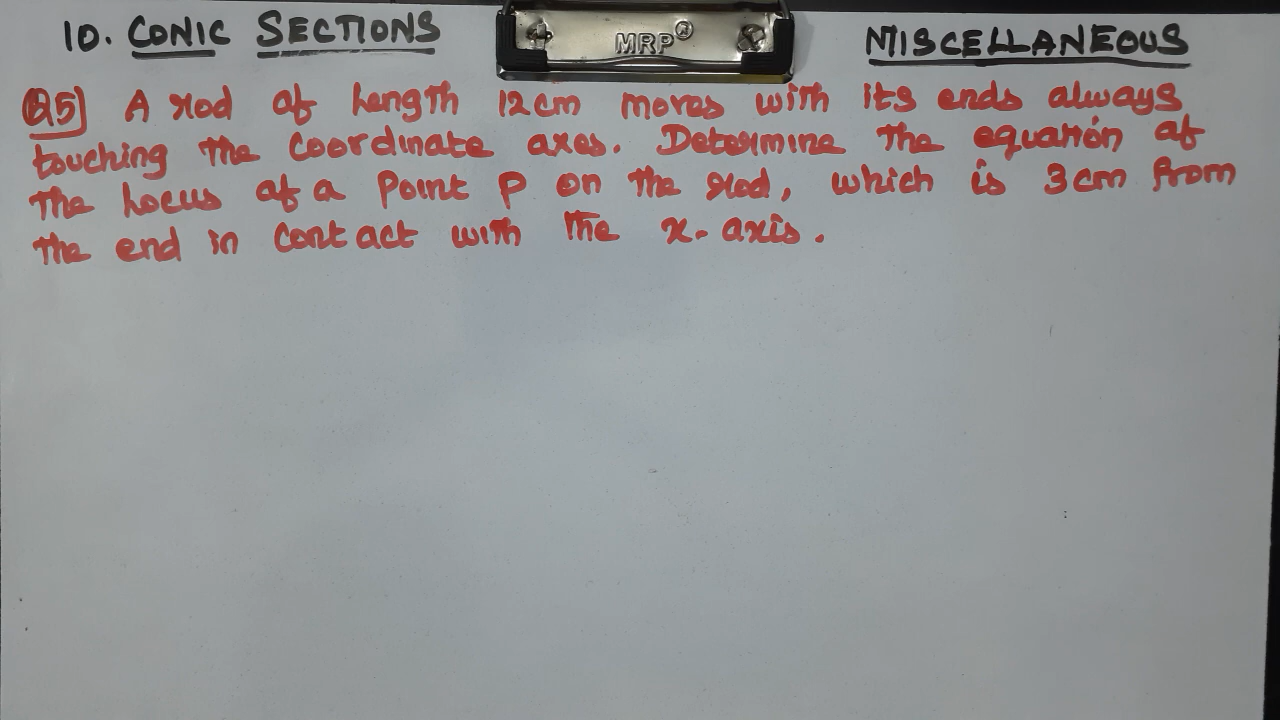 10. CONIC SECTIONS
MRP®
MISCELLANEOUS
Q5] A rod of length 12cm moves with its ends always
touching the coordinate axes. Determine the equation of
the locus of a point P on the rod, which is 3cm from
the end in contact with the x-axis.